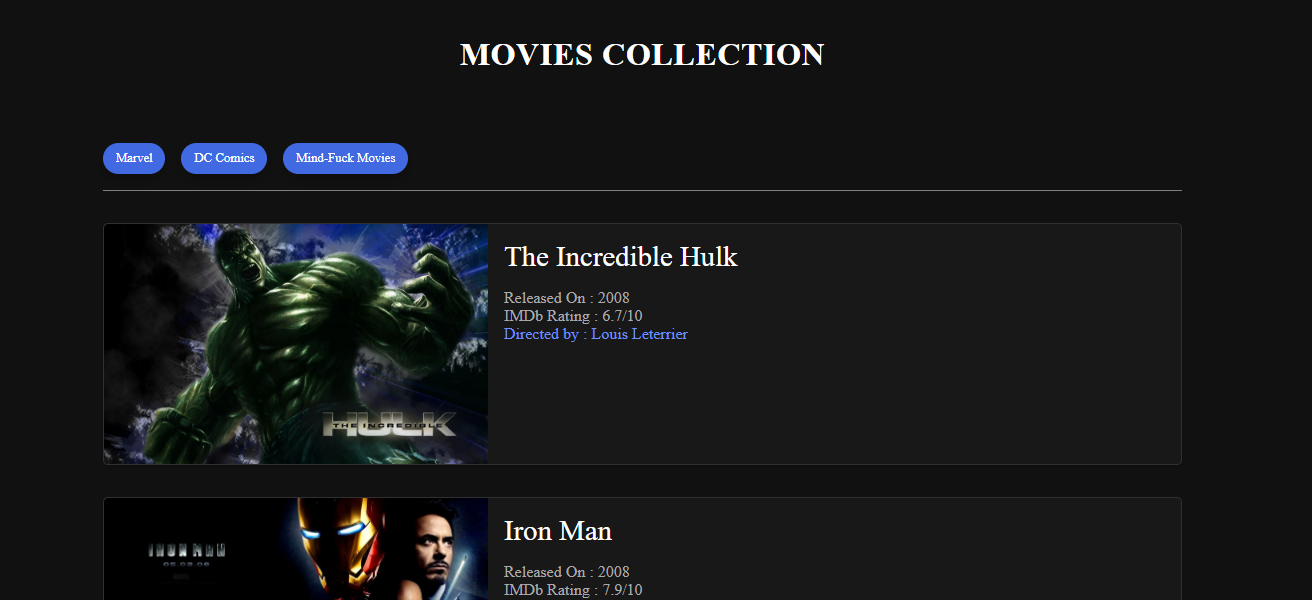 MOVIES COLLECTION
Marvel
DC Comics
Mind-Fuck Movies
The Incredible Hulk
Released On : 2008
IMDb Rating : 6.7/10
Directed by : Louis Leterrier
THE INCREDIBLE
HULK
Iron Man
IRON MAN
05.02.08
Released On : 2008
IMDb Rating : 7.9/10